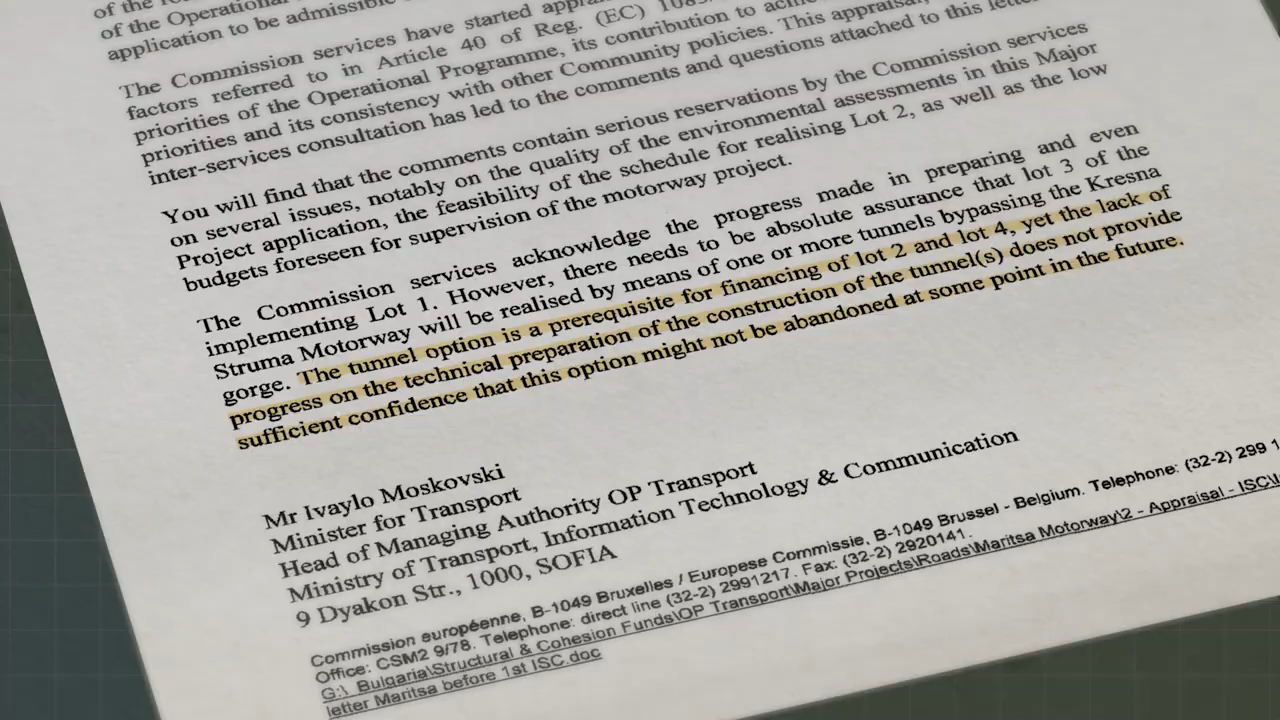 of the Operational
application to be admissible
The Commission services have started
factors referred to in Article 40 of Reg. (EC)
priorities of the Operational Programme, its contribution to
priorities and its consistency with other Community policies. This appraisal,
inter-services consultation has led to the comments and questions attached to this letter
You will find that the comments contain serious reservations by the Commission services
on several issues, notably on the quality of the environmental assessments in this Major
Project application, the feasibility of the schedule for realising Lot 2, as well as the low
budgets foreseen for supervision of the motorway project.
The Commission services acknowledge the progress made in preparing and even
implementing Lot 1. However, there needs to be absolute assurance that lot 3 of the
Struma Motorway will be realised by means of one or more tunnels bypassing the Kresna
gorge. The tunnel option is a prerequisite for financing of lot 2 and lot 4, yet the lack of
progress on the technical preparation of the construction of the tunnel(s) does not provide
sufficient confidence that this option might not be abandoned at some point in the future.
Mr Ivaylo Moskovski
Minister for Transport
Head of Managing Authority OP Transport
Ministry of Transport, Information Technology & Communication
9 Dyakon Str., 1000, SOFIA
Commission européenne, B-1049 Bruxelles / Europese Commissie, B-1049 Brussel - Belgium. Telephone: (32-2) 299 1
Office: CSM2 9/78. Telephone: direct line (32-2) 2991217. Fax: (32-2) 2920141.
G:\_Bulgaria\Structural & Cohesion Funds\OP Transport\Major Projects\Roads\Maritsa Motorway\2 - Appraisal - ISC\
letter Maritsa before 1st ISC.doc